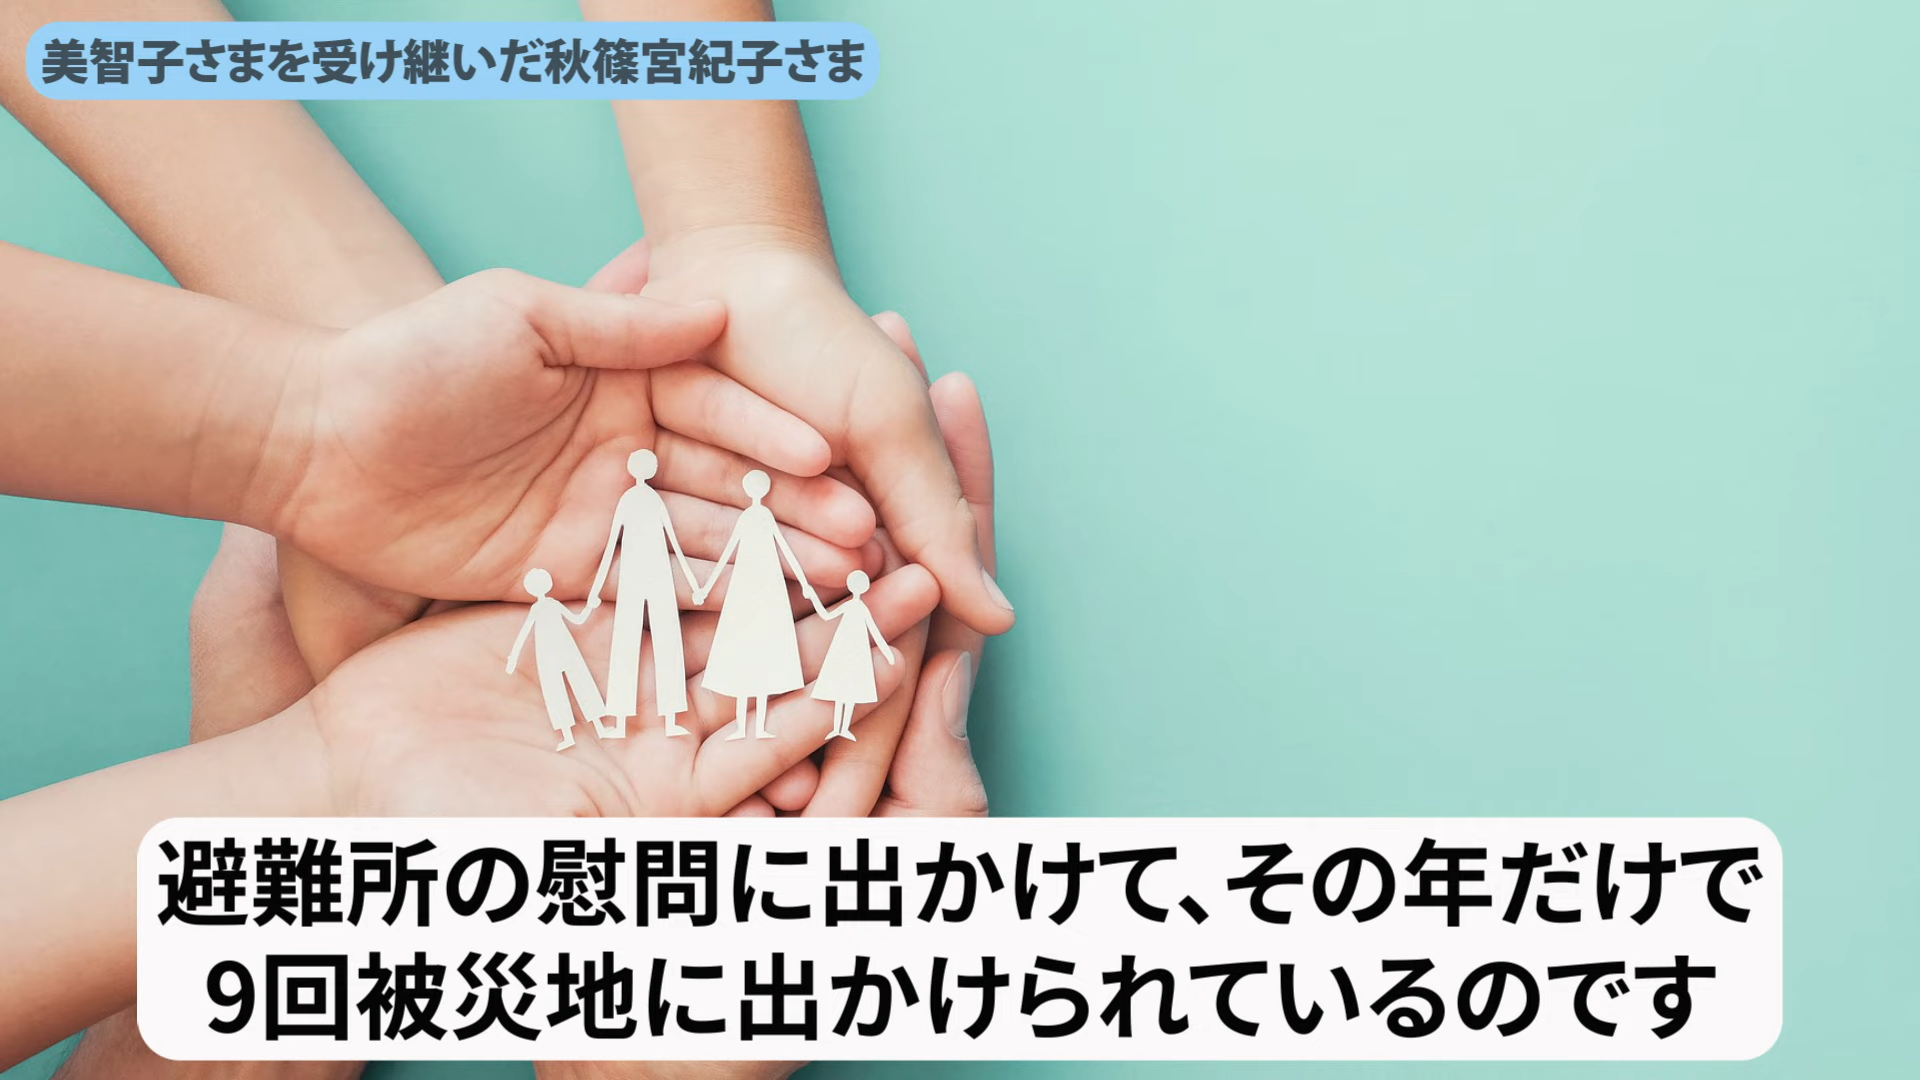 美智子さまを受け継いだ秋篠宮紀子さま
避難所の慰問に出かけて、その年だけで
9回被災地に出かけられているのです